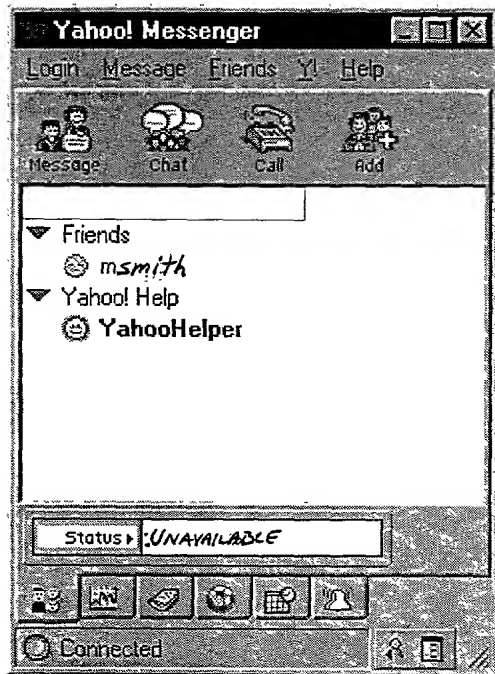 Yahoo! Messenger
Login Message Friends Y! Help
Message Chat Call Add
Friends
msmith
Yahoo! Help
YahooHelper
Status :UNAVAILABLE
Connected